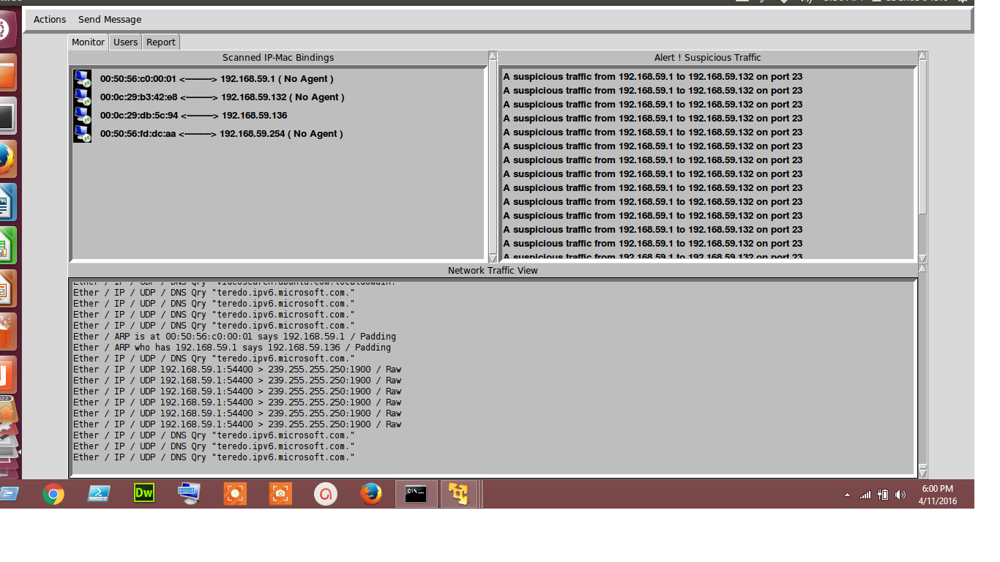 Actions Send Message
Monitor Users Report
Scanned IP-Mac Bindings
00:50:56:c0:00:01 <---------> 192.168.59.1 ( No Agent )
00:0c:29:b3:42:e8 <---------> 192.168.59.132 ( No Agent )
00:0c:29:db:5c:94 <---------> 192.168.59.136
00:50:56:fd:dc:aa <---------> 192.168.59.254 ( No Agent )
Alert ! Suspicious Traffic
A suspicious traffic from 192.168.59.1 to 192.168.59.132 on port 23
A suspicious traffic from 192.168.59.1 to 192.168.59.132 on port 23
A suspicious traffic from 192.168.59.1 to 192.168.59.132 on port 23
A suspicious traffic from 192.168.59.1 to 192.168.59.132 on port 23
A suspicious traffic from 192.168.59.1 to 192.168.59.132 on port 23
A suspicious traffic from 192.168.59.1 to 192.168.59.132 on port 23
A suspicious traffic from 192.168.59.1 to 192.168.59.132 on port 23
A suspicious traffic from 192.168.59.1 to 192.168.59.132 on port 23
A suspicious traffic from 192.168.59.1 to 192.168.59.132 on port 23
A suspicious traffic from 192.168.59.1 to 192.168.59.132 on port 23
A suspicious traffic from 192.168.59.1 to 192.168.59.132 on port 23
A suspicious traffic from 192.168.59.1 to 192.168.59.132 on port 23
A suspicious traffic from 192.168.59.1 to 192.168.59.132 on port 23
A suspicious traffic from 192.168.59.1 to 192.168.59.132 on port 23
Network Traffic View
Ether / IP / UDP / DNS Qry "videosearch.ubuntu.com.localdomain.
Ether / IP / UDP / DNS Qry "teredo.ipv6.microsoft.com."
Ether / IP / UDP / DNS Qry "teredo.ipv6.microsoft.com."
Ether / IP / UDP / DNS Qry "teredo.ipv6.microsoft.com."
Ether / IP / UDP / DNS Qry "teredo.ipv6.microsoft.com."
Ether / ARP is at 00:50:56:c0:00:01 says 192.168.59.1 / Padding
Ether / ARP who has 192.168.59.1 says 192.168.59.136 / Padding
Ether / IP / UDP / DNS Qry "teredo.ipv6.microsoft.com."
Ether / IP / UDP 192.168.59.1:54400 > 239.255.255.250:1900 / Raw
Ether / IP / UDP 192.168.59.1:54400 > 239.255.255.250:1900 / Raw
Ether / IP / UDP 192.168.59.1:54400 > 239.255.255.250:1900 / Raw
Ether / IP / UDP 192.168.59.1:54400 > 239.255.255.250:1900 / Raw
Ether / IP / UDP 192.168.59.1:54400 > 239.255.255.250:1900 / Raw
Ether / IP / UDP 192.168.59.1:54400 > 239.255.255.250:1900 / Raw
Ether / IP / UDP / DNS Qry "teredo.ipv6.microsoft.com."
Ether / IP / UDP / DNS Qry "teredo.ipv6.microsoft.com."
Ether / IP / UDP / DNS Qry "teredo.ipv6.microsoft.com."
Dw
C:\_
6:00 PM
4/11/2016